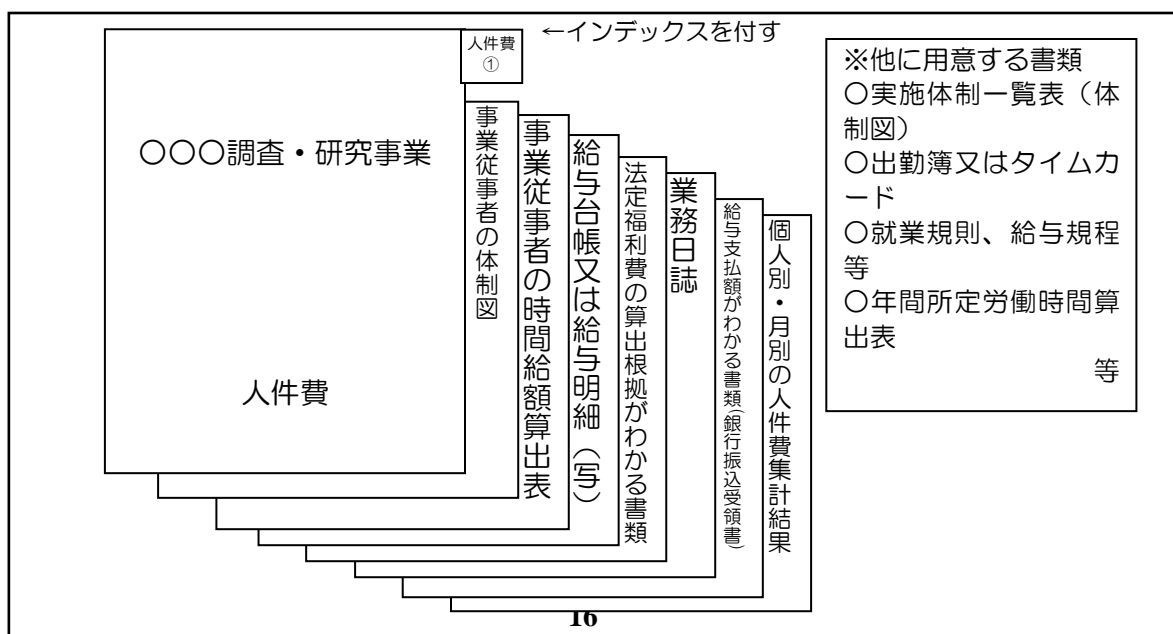 人件費
①
←インデックスを付す
〇〇〇調査・研究事業
人件費
事業従事者の体制図
事業従事者の時間給額算出表
給与台帳又は給与明細（写）
法定福利費の算出根拠がわかる書類
業務日誌
給与支払額がわかる書類(銀行振込受領書)
個人別・月別の人件費集計結果
※他に用意する書類
〇実施体制一覧表（体
制図）
〇出勤簿又はタイムカ
ード
〇就業規則、給与規程
等
〇年間所定労働時間算
出表
等
16